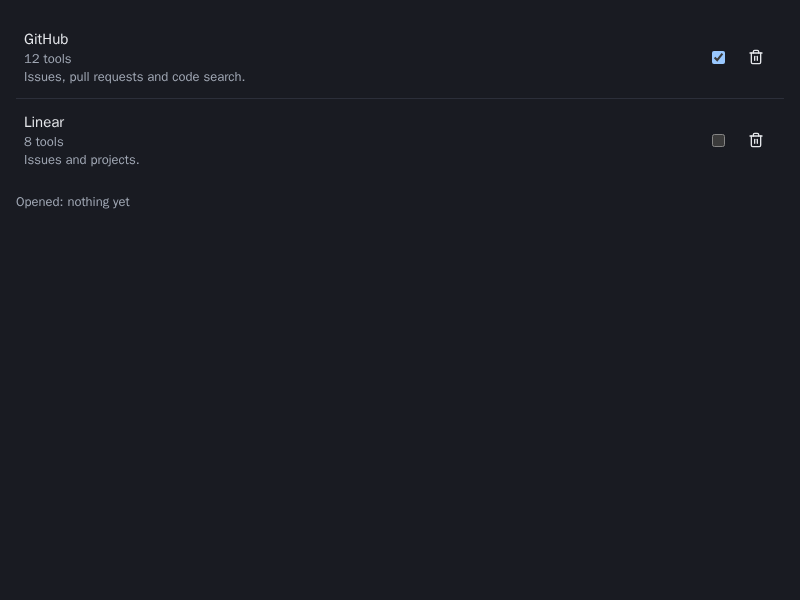 GitHub
12 tools
Issues, pull requests and code search.
Linear
8 tools
Issues and projects.
Opened: nothing yet